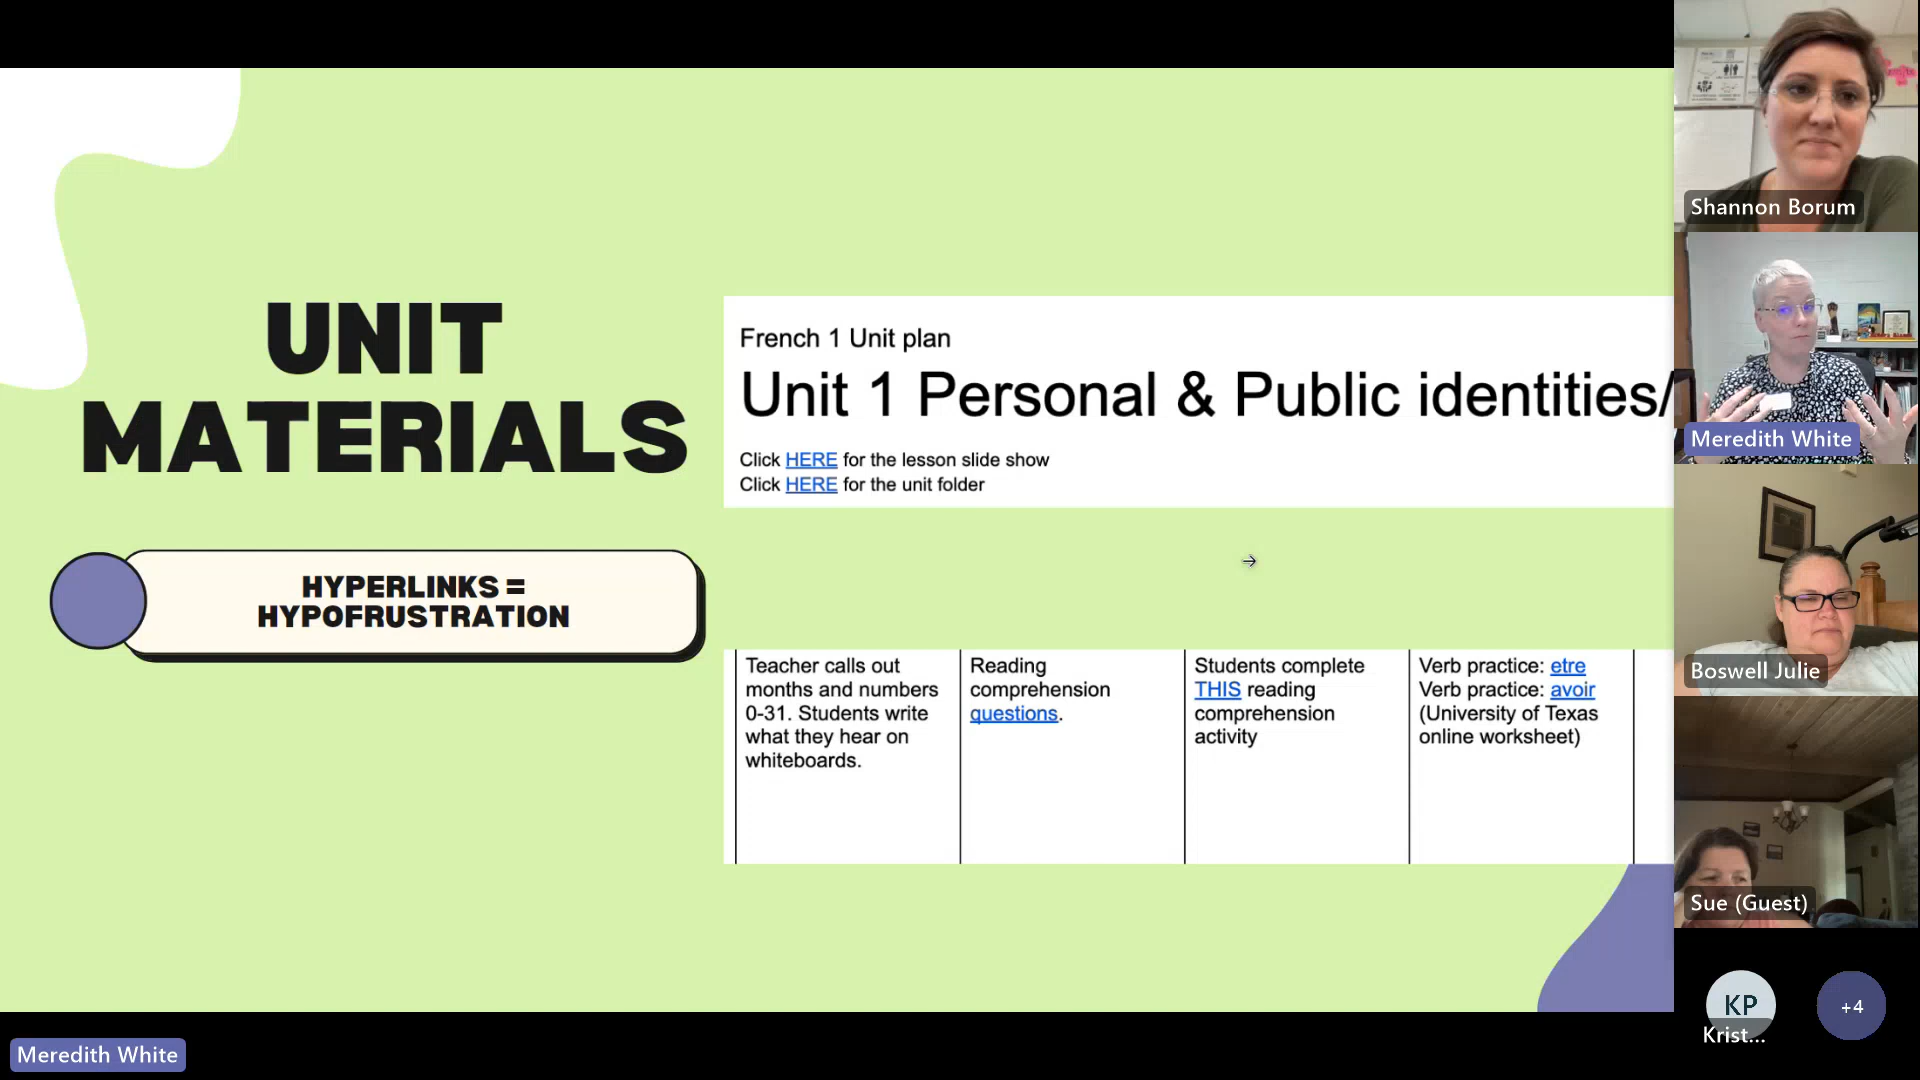 UNIT
MATERIALS
HYPERLINKS =
HYPOFRUSTRATION
French 1 Unit plan
Unit 1 Personal & Public identities/
Click HERE for the lesson slide show
Click HERE for the unit folder
Teacher calls out
months and numbers
0-31. Students write
what they hear on
whiteboards.
Reading
comprehension
questions.
Students complete
THIS reading
comprehension
activity
Verb practice: etre
Verb practice: avoir
(University of Texas
online worksheet)
Shannon Borum
Meredith White
Boswell Julie
Sue (Guest)
KP
Krist...
+4
Meredith White